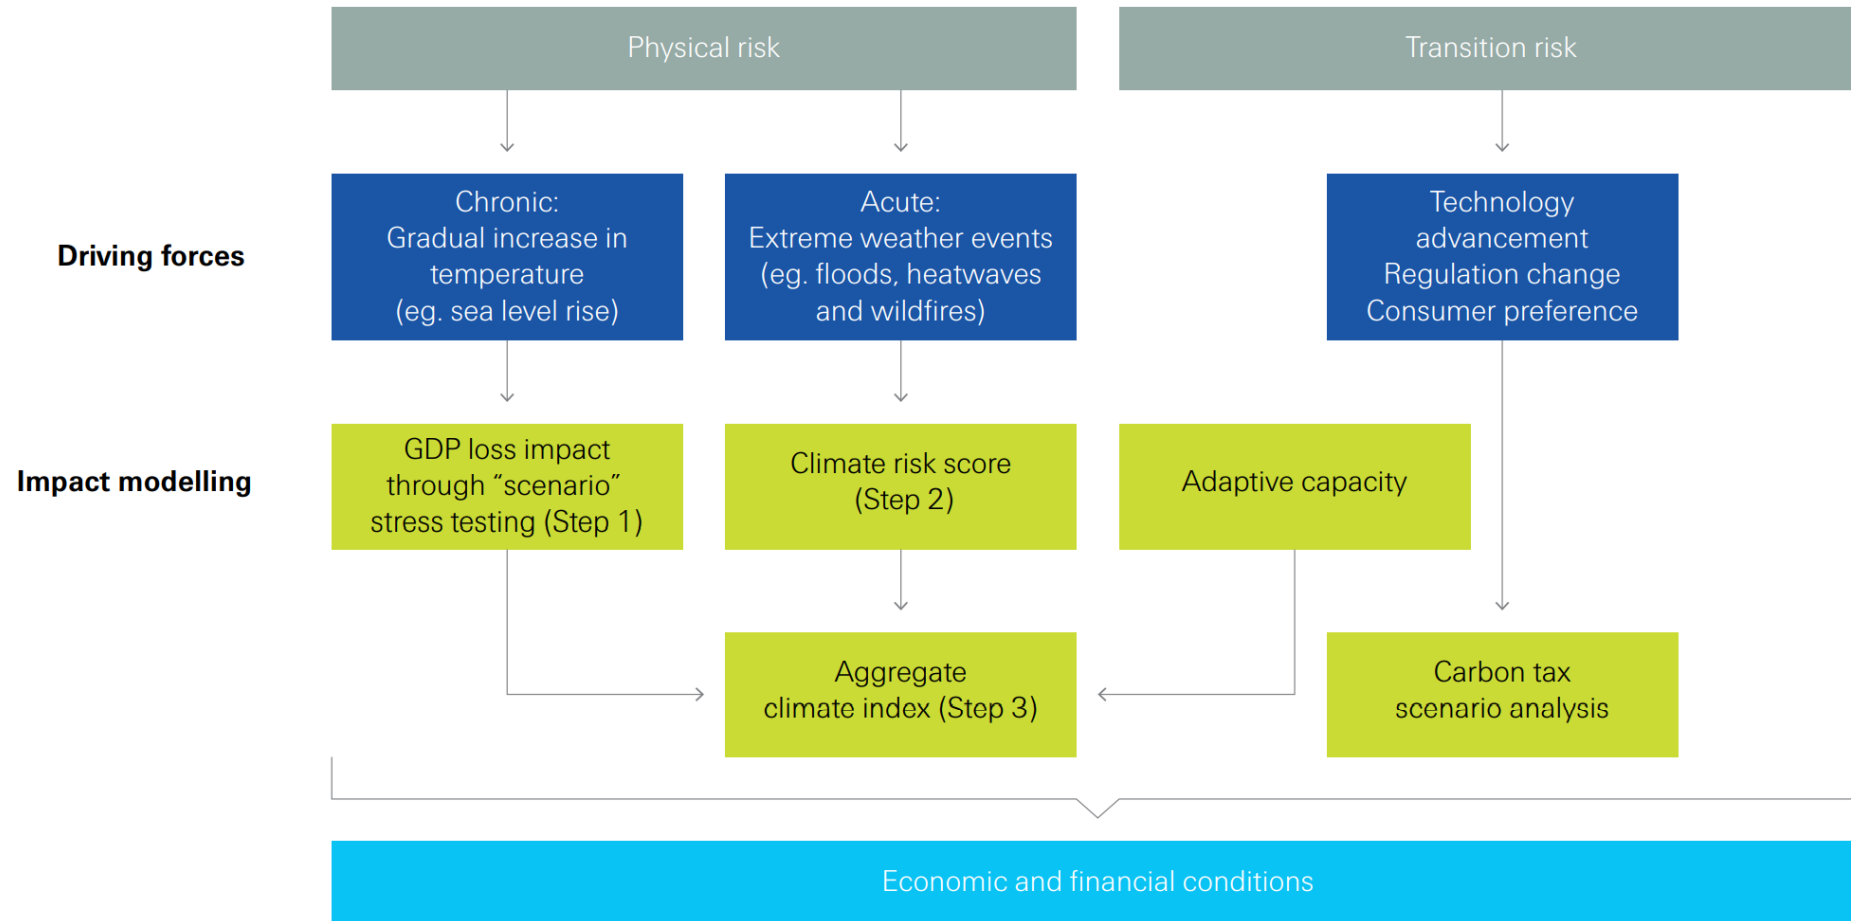 Physical risk
Transition risk
Driving forces
Chronic:
Gradual increase in
temperature
(eg. sea level rise)
Acute:
Extreme weather events
(eg. floods, heatwaves
and wildfires)
Technology
advancement
Regulation change
Consumer preference
Impact modelling
GDP loss impact
through “scenario”
stress testing (Step 1)
Climate risk score
(Step 2)
Adaptive capacity
Aggregate
climate index (Step 3)
Carbon tax
scenario analysis
Economic and financial conditions